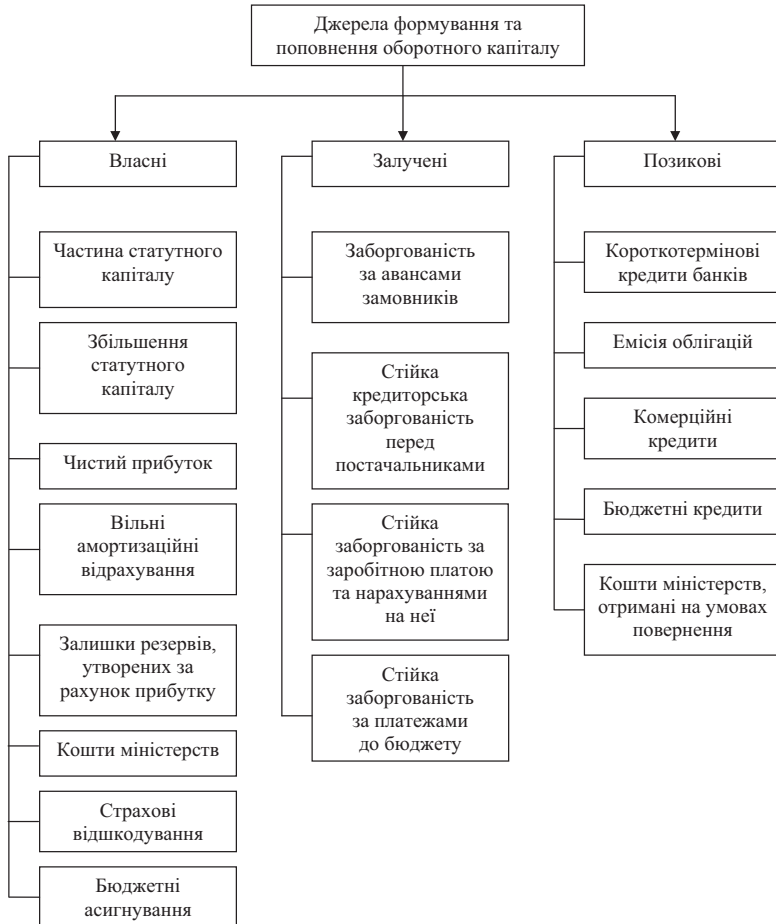 Джерела формування та
поповнення оборотного капіталу
Власні
Частина статутного
капіталу
Збільшення
статутного
капіталу
Чистий прибуток
Вільні
амортизаційні
відрахування
Залишки резервів,
утворених за
рахунок прибутку
Кошти міністерств
Страхові
відшкодування
Бюджетні
асигнування
Залучені
Заборгованість
за авансами
замовників
Стійка
кредиторська
заборгованість
перед
постачальниками
Стійка
заборгованість за
заробітною платою
та нарахуваннями
на неї
Стійка
заборгованість
за платежами
до бюджету
Позикові
Короткотермінові
кредити банків
Емісія облігацій
Комерційні
кредити
Бюджетні кредити
Кошти міністерств,
отримані на умовах
повернення